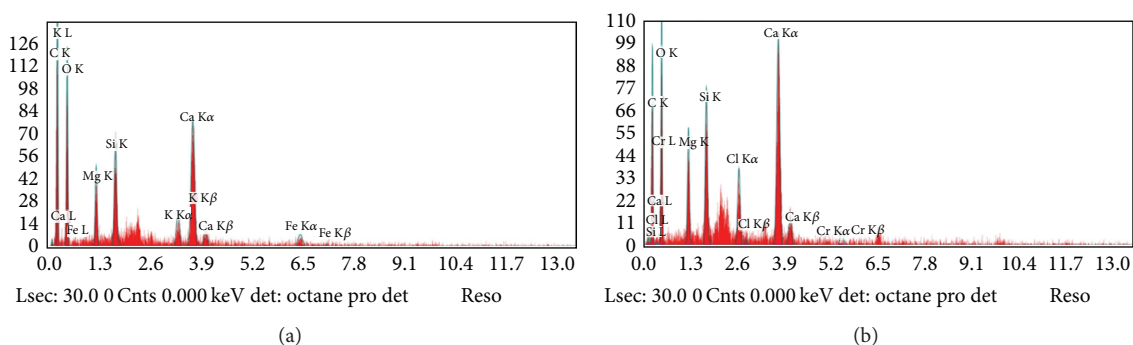 K L
126
C K
112
O K
98
84
Ca Kα
70
Si K
56
Mg K
42
K Kβ
28
K Kα
Ca L
14
Ca Kβ
Fe Kα
Fe L
Fe Kβ
0
0.0 1.3 2.6 3.9 6.5 7.8 9.1 10.4 11.7 13.0
Lsec: 30.0 0 Cnts 0.000 keV det: octane pro det Reso
(a)
110
Ca Kα
99
O K
88
77
Si K
C K
66
55
Cr L
Mg K
44
Cl Kα
33
22
Ca L
Cl L
Cl Kβ
Ca Kβ
11
Si L
Cr Kα
Cr Kβ
0
0.0 1.3 2.6 3.9 5.2 6.5 7.8 9.1 10.4 11.7 13.0
Lsec: 30.0 0 Cnts 0.000 keV det: octane pro det Reso
(b)